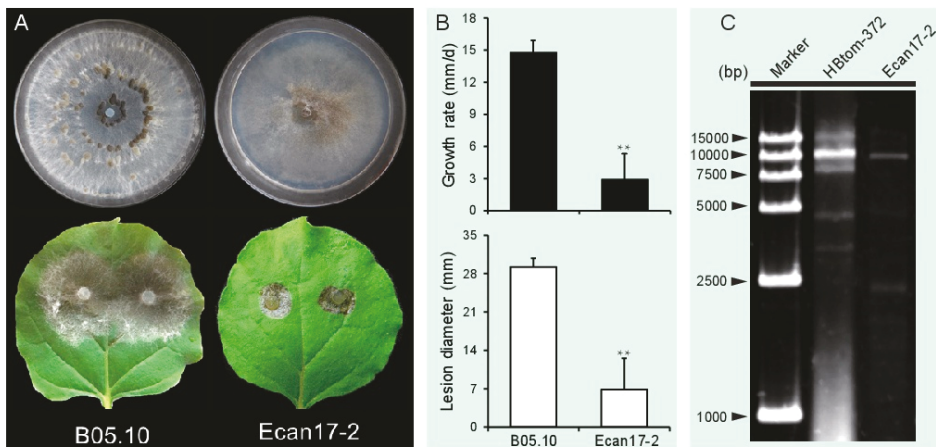 A
B05.10
Ecan17-2
B
Growth rate (mm/d)
18
15
12
9
6
3
0
**
Lesion diameter (mm)
35
28
21
14
7
0
**
B05.10
Ecan17-2
C
(bp)
Marker
HBtom-372
Ecan17-2
15000
10000
7500
5000
2500
1000